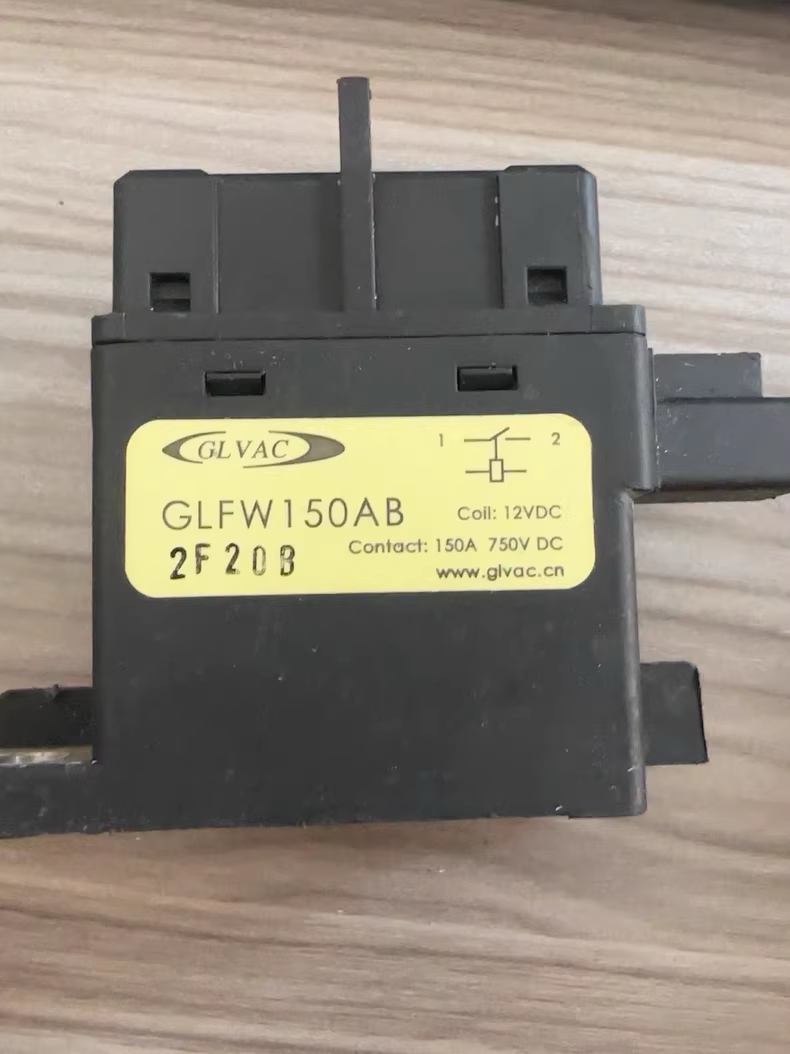 GLVAC
1 2
GLFW150AB
Coil: 12VDC
2F20B
Contact: 150A 750V DC
www.glvac.cn